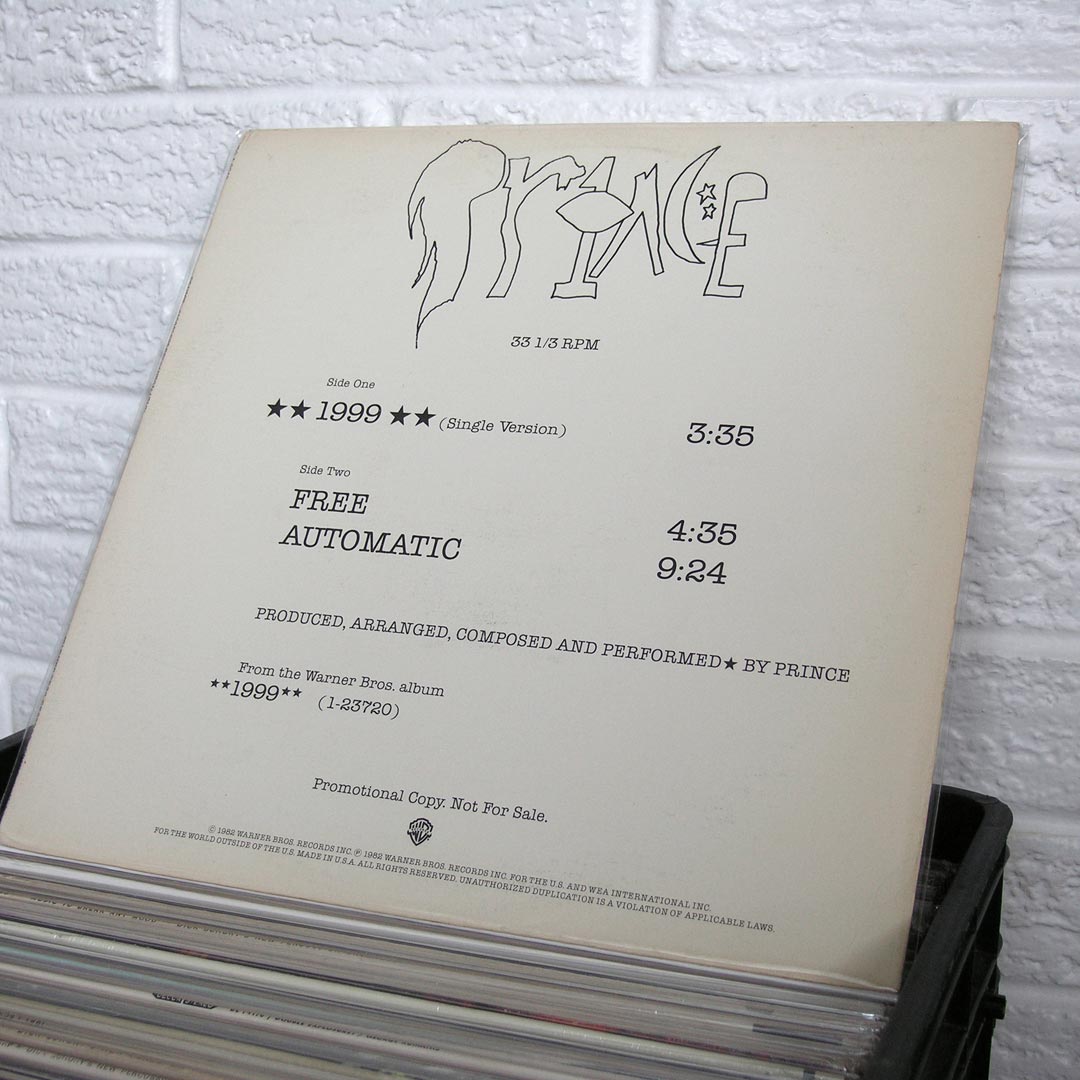 PRINCE
33 1/3 RPM
Side One
★★ 1999 ★★ (Single Version) 3:35
Side Two
FREE 4:35
AUTOMATIC 9:24
PRODUCED, ARRANGED, COMPOSED AND PERFORMED★ BY PRINCE
From the Warner Bros. album
★★1999★★ (1-23720)
Promotional Copy. Not For Sale.
© 1982 WARNER BROS. RECORDS INC. ℗ 1982 WARNER BROS. RECORDS INC. FOR THE U.S. AND WEA INTERNATIONAL INC.
FOR THE WORLD OUTSIDE OF THE U.S. MADE IN U.S.A. ALL RIGHTS RESERVED. UNAUTHORIZED DUPLICATION IS A VIOLATION OF APPLICABLE LAWS.